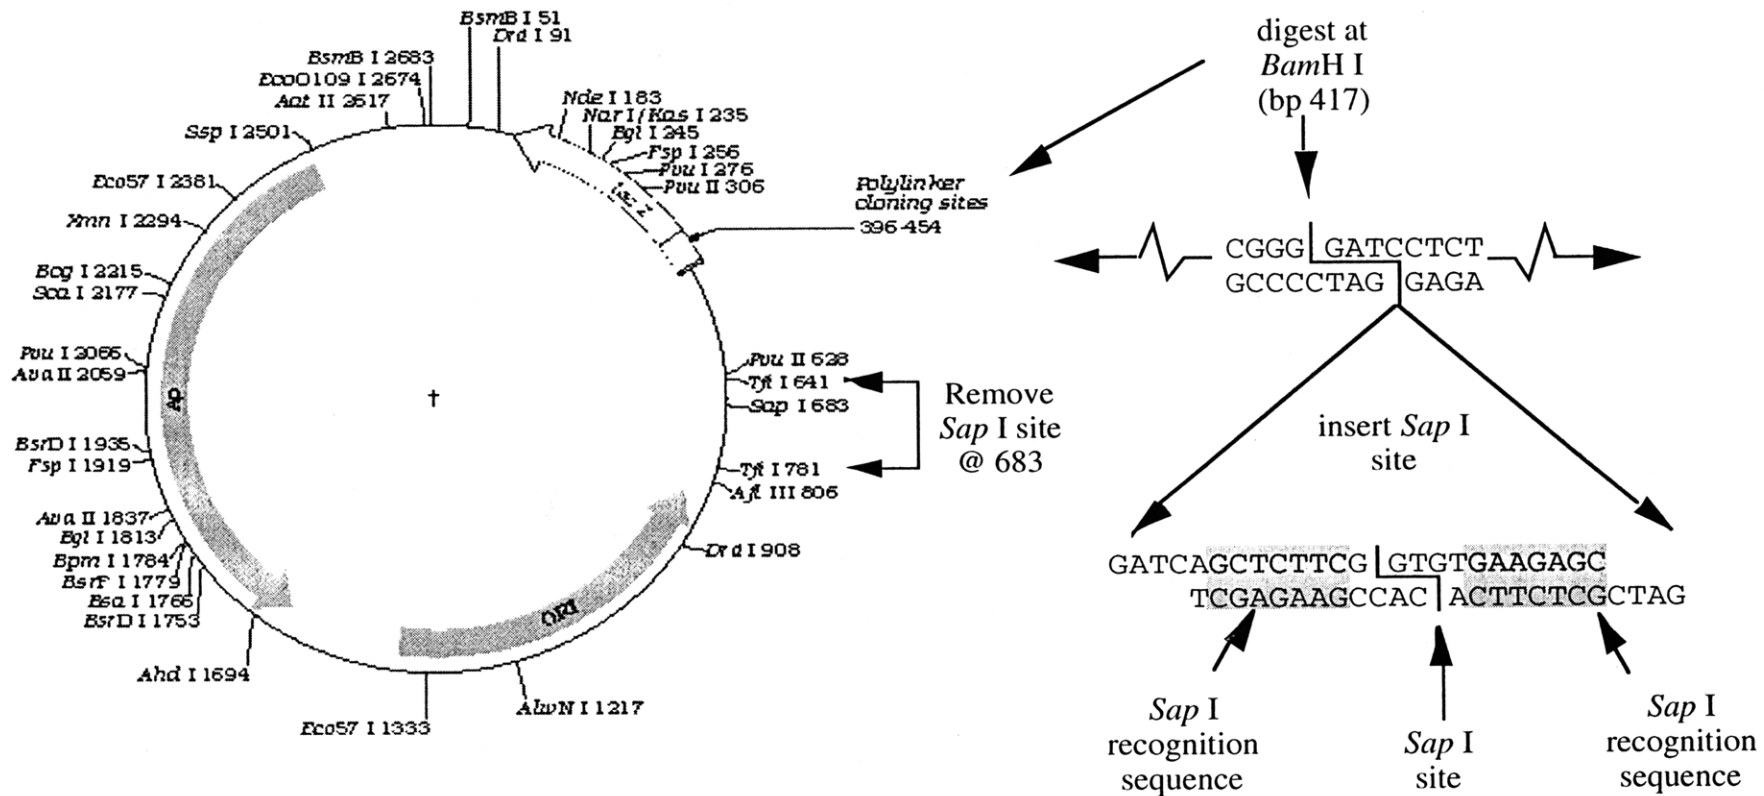 BsmB I 51
Drd I 91
BsmB I 2683
EcoO109 I 2674
Aat II 2617
Ssp I 2501
Eco57 I 2381
Xmn I 2294
Bcg I 2215
Sca I 2177
Pvu I 2066
Ava II 2059
BsrD I 1935
Fsp I 1919
Ava II 1837
Bgl I 1813
Bpm I 1784
BsrF I 1779
Bsa I 1766
BsrD I 1753
Ahd I 1694
Eco57 I 1333
AlwN I 1217
Drd I 908
Afl III 806
Tfi I 781
Sap I 683
Tfi I 641
Pvu II 628
Nde I 183
Nar I/Kas I 235
Bgl I 245
Fsp I 256
Pvu I 276
Pvu II 306
lac Z
Polylinker
cloning sites
396-454
AP
ORI
†
Remove
Sap I site
@ 683
digest at
BamH I
(bp 417)
CGGG GATCCTCT
GCCCCTAG GAGA
insert Sap I
site
GATCAGCTCTTCG GTGTGAAGAGC
TCGAGAAGCCAC ACTTCTCGCTAG
Sap I
recognition
sequence
Sap I
site
Sap I
recognition
sequence